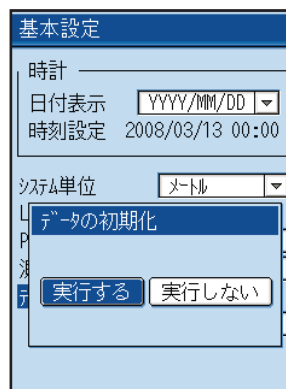 基本設定
時計
日付表示 YYYY/MM/DD
時刻設定 2008/03/13 00:00
ｼｽﾃﾑ単位 ﾒｰﾄﾙ
L
P
ﾃﾞｰﾀの初期化
実行する 実行しない